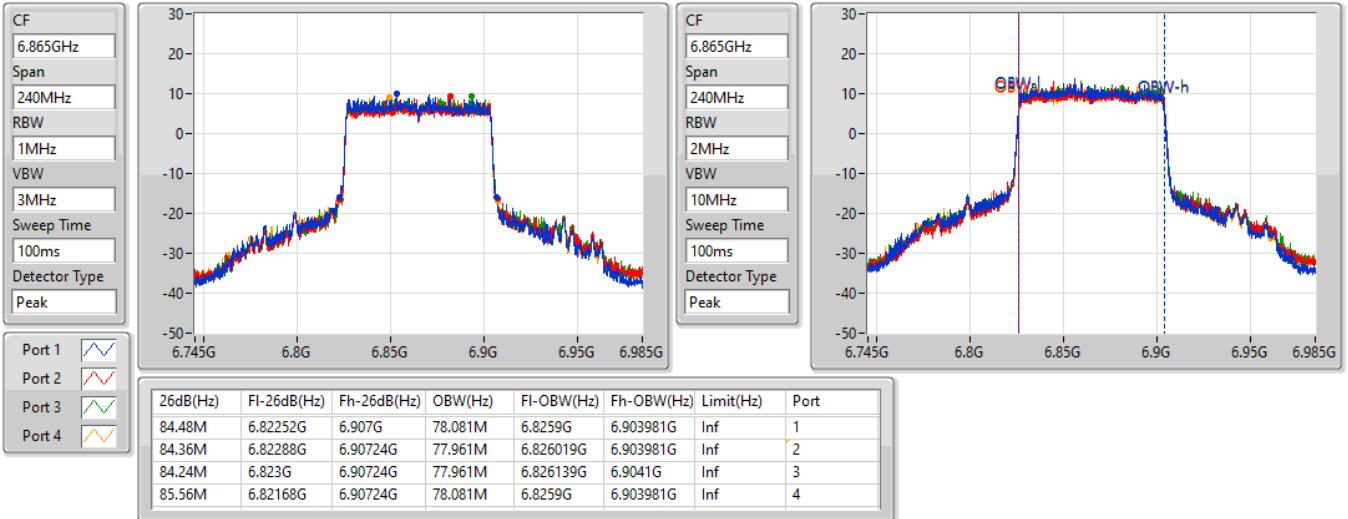 CF
6.865GHz
Span
240MHz
RBW
1MHz
VBW
3MHz
Sweep Time
100ms
Detector Type
Peak
30
20
10
0
-10
-20
-30
-40
-50
6.745G 6.8G 6.85G 6.9G 6.95G 6.985G
CF
6.865GHz
Span
240MHz
RBW
2MHz
VBW
10MHz
Sweep Time
100ms
Detector Type
Peak
30
20
10
0
-10
-20
-30
-40
-50
OBW-l OBW-h
6.745G 6.8G 6.85G 6.9G 6.95G 6.985G
Port 1
Port 2
Port 3
Port 4
26dB(Hz) Fl-26dB(Hz) Fh-26dB(Hz) OBW(Hz) Fl-OBW(Hz) Fh-OBW(Hz) Limit(Hz) Port
84.48M 6.82252G 6.907G 78.081M 6.8259G 6.903981G Inf 1
84.36M 6.82288G 6.90724G 77.961M 6.826019G 6.903981G Inf 2
84.24M 6.823G 6.90724G 77.961M 6.826139G 6.9041G Inf 3
85.56M 6.82168G 6.90724G 78.081M 6.8259G 6.903981G Inf 4